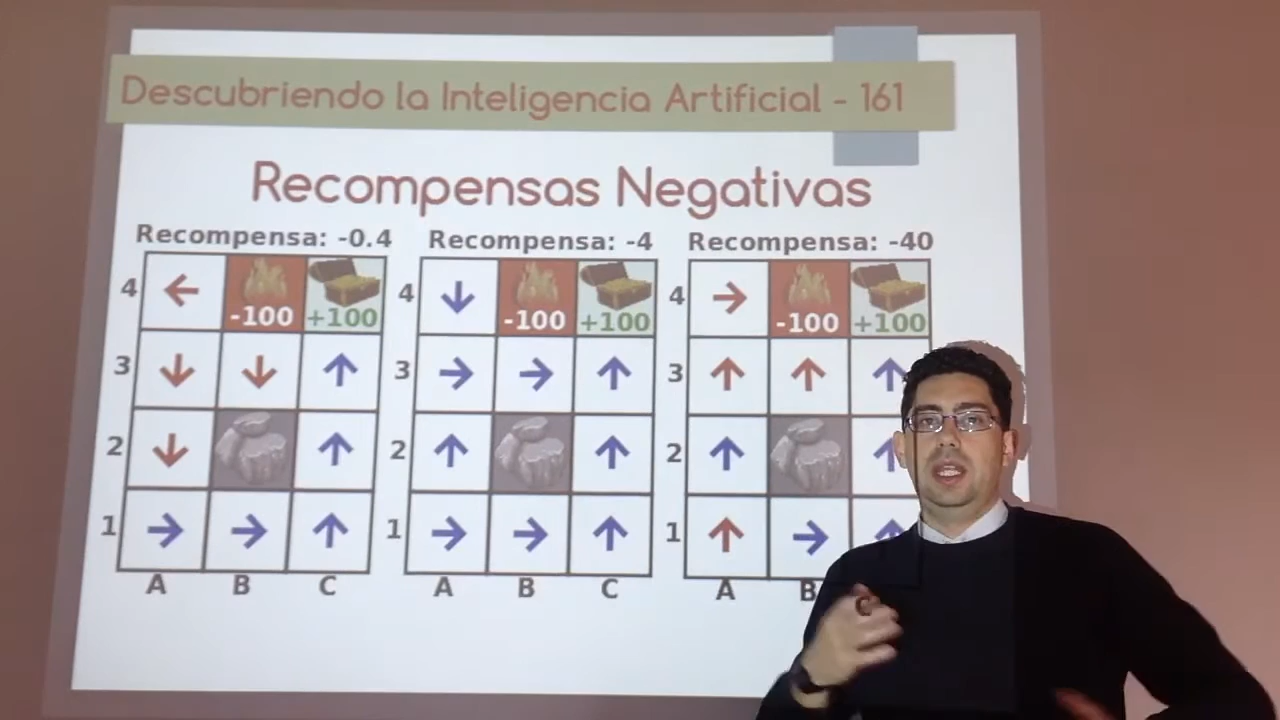 Descubriendo la Inteligencia Artificial - 161
Recompensas Negativas
Recompensa: -0.4
4 ← -100 +100
3 ↓ ↓ ↑
2 ↓ ↑
1 → → ↑
A B C
Recompensa: -4
4 ↓ -100 +100
3 → → ↑
2 ↑ ↑
1 → → ↑
A B C
Recompensa: -40
4 → -100 +100
3 ↑ ↑ ↑
2 ↑ ↑
1 ↑ → ↑
A B